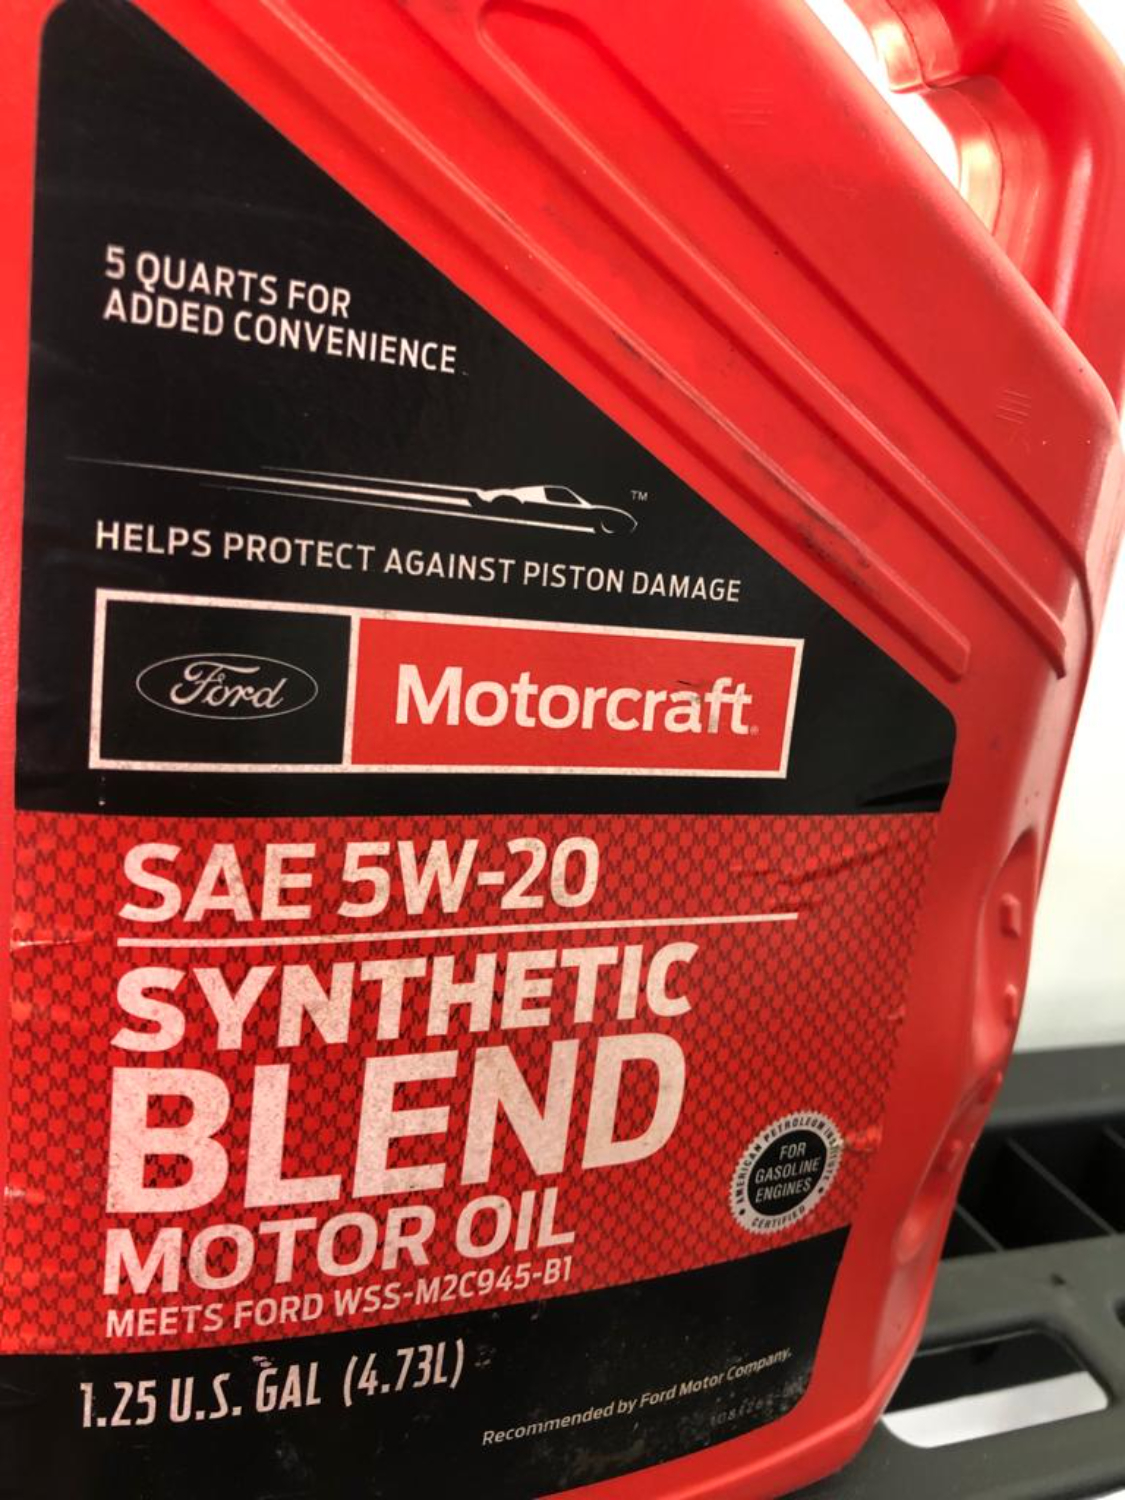 5 QUARTS FOR
ADDED CONVENIENCE
TM
HELPS PROTECT AGAINST PISTON DAMAGE
Ford
Motorcraft®
SAE 5W-20
SYNTHETIC
BLEND
MOTOR OIL
MEETS FORD WSS-M2C945-B1
AMERICAN PETROLEUM INSTITUTE
FOR
GASOLINE
ENGINES
CERTIFIED
1.25 U.S. GAL (4.73L)
Recommended by Ford Motor Company.